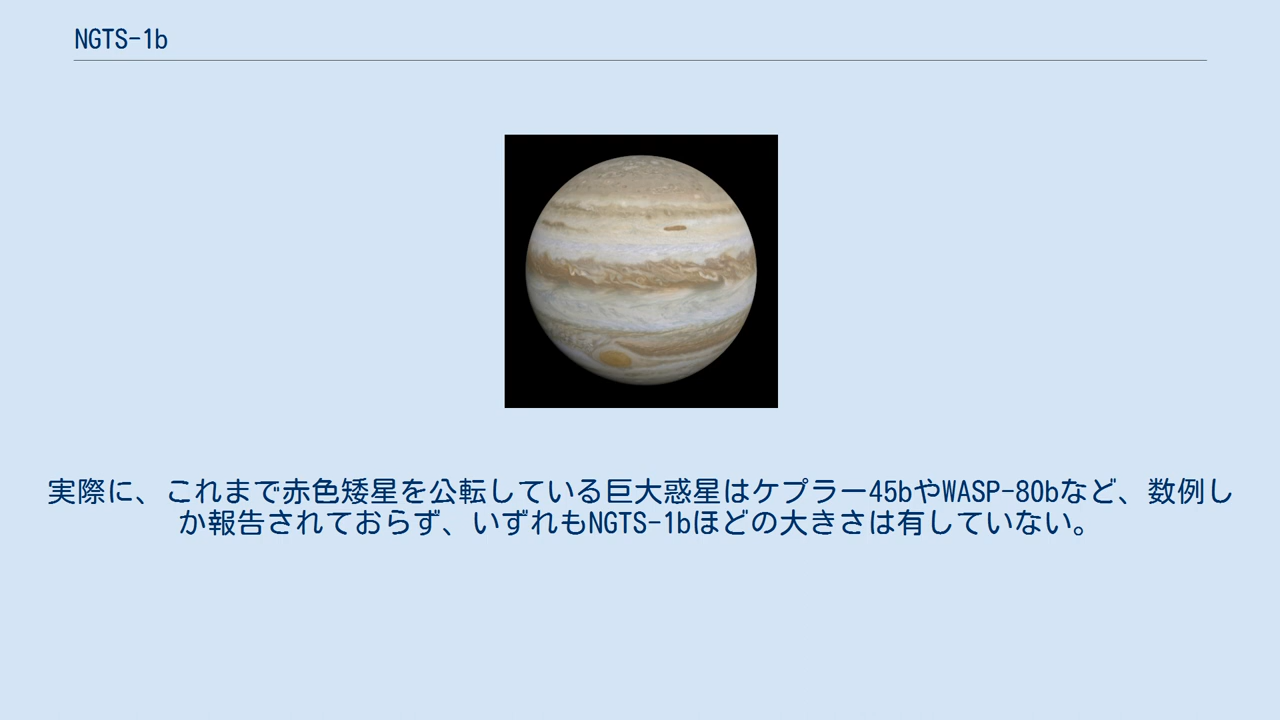 NGTS-1b
実際に、これまで赤色矮星を公転している巨大惑星はケプラー45bやWASP-80bなど、数例し
か報告されておらず、いずれもNGTS-1bほどの大きさは有していない。